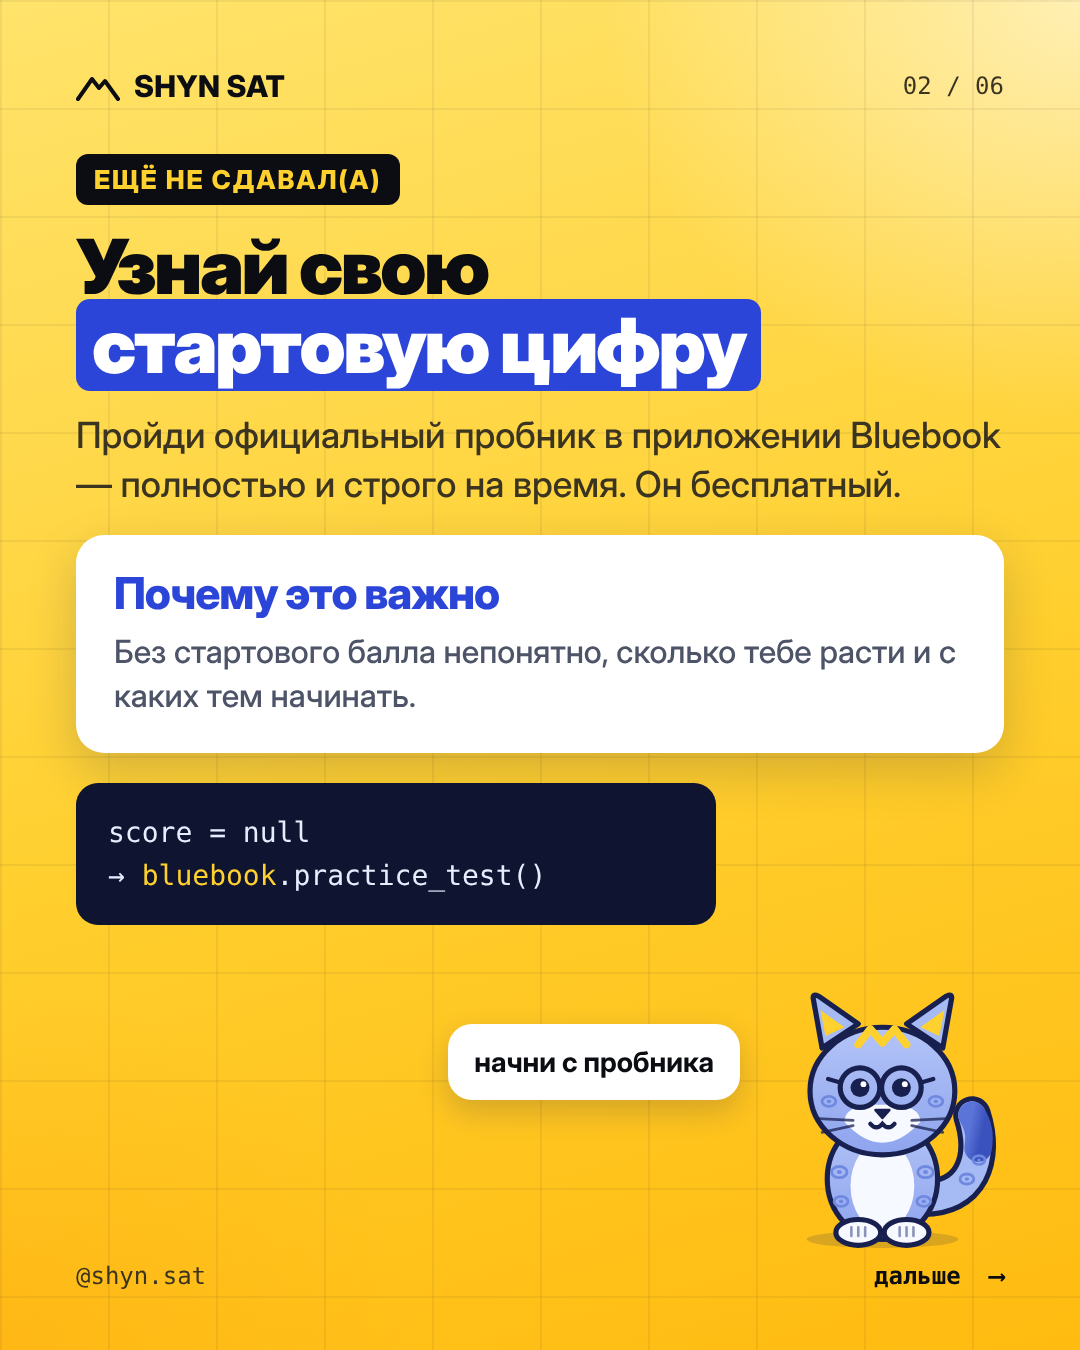 SHYN SAT
02 / 06
ЕЩЁ НЕ СДАВАЛ(А)
Узнай свою
стартовую цифру
Пройди официальный пробник в приложении Bluebook
— полностью и строго на время. Он бесплатный.
Почему это важно
Без стартового балла непонятно, сколько тебе расти и с
каких тем начинать.
score = null
→ bluebook.practice_test()
начни с пробника
@shyn.sat
дальше →